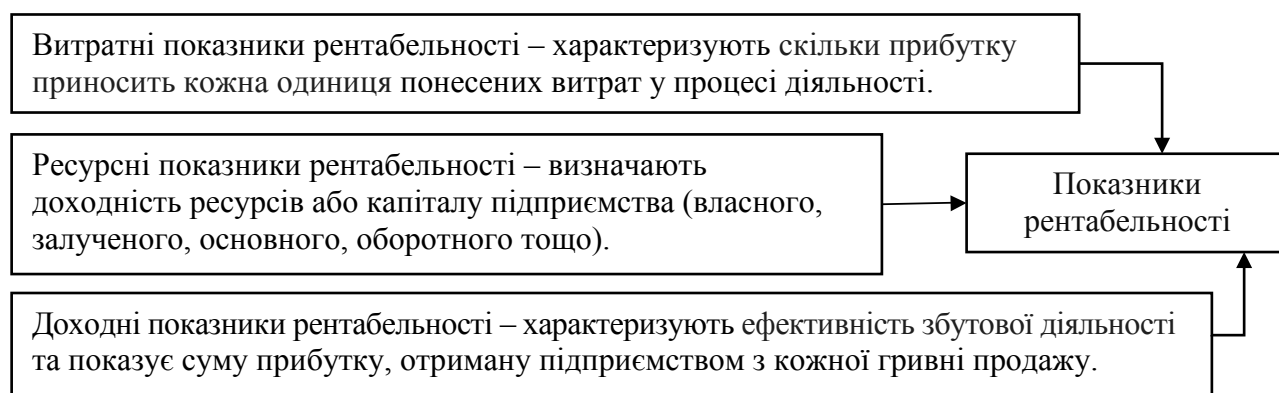 Витратні показники рентабельності – характеризують скільки прибутку
приносить кожна одиниця понесених витрат у процесі діяльності.
Ресурсні показники рентабельності – визначають
доходність ресурсів або капіталу підприємства (власного,
залученого, основного, оборотного тощо).
Показники
рентабельності
Доходні показники рентабельності – характеризують ефективність збутової діяльності
та показує суму прибутку, отриману підприємством з кожної гривні продажу.